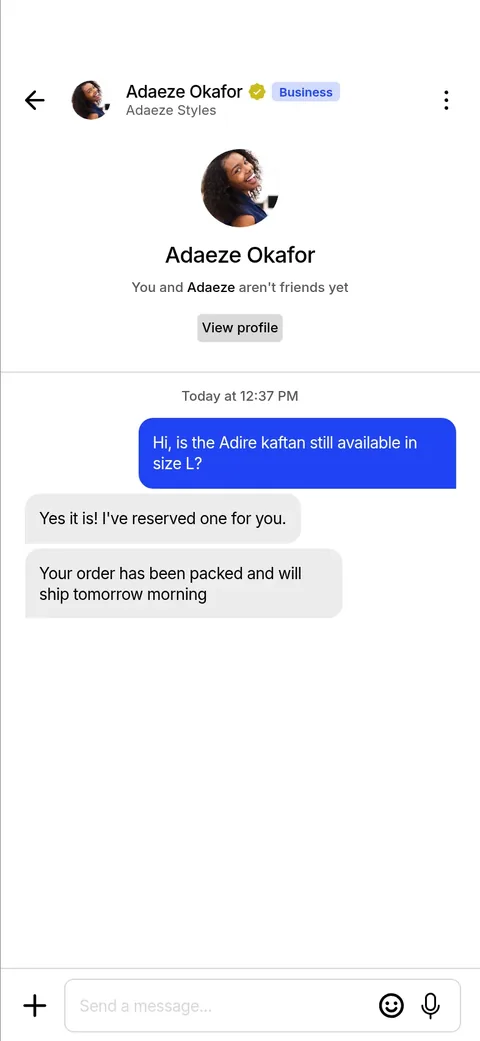 Adaeze Okafor
Business
Adaeze Styles
Adaeze Okafor
You and Adaeze aren't friends yet
View profile
Today at 12:37 PM
Hi, is the Adire kaftan still available in
size L?
Yes it is! I've reserved one for you.
Your order has been packed and will
ship tomorrow morning
Send a message...